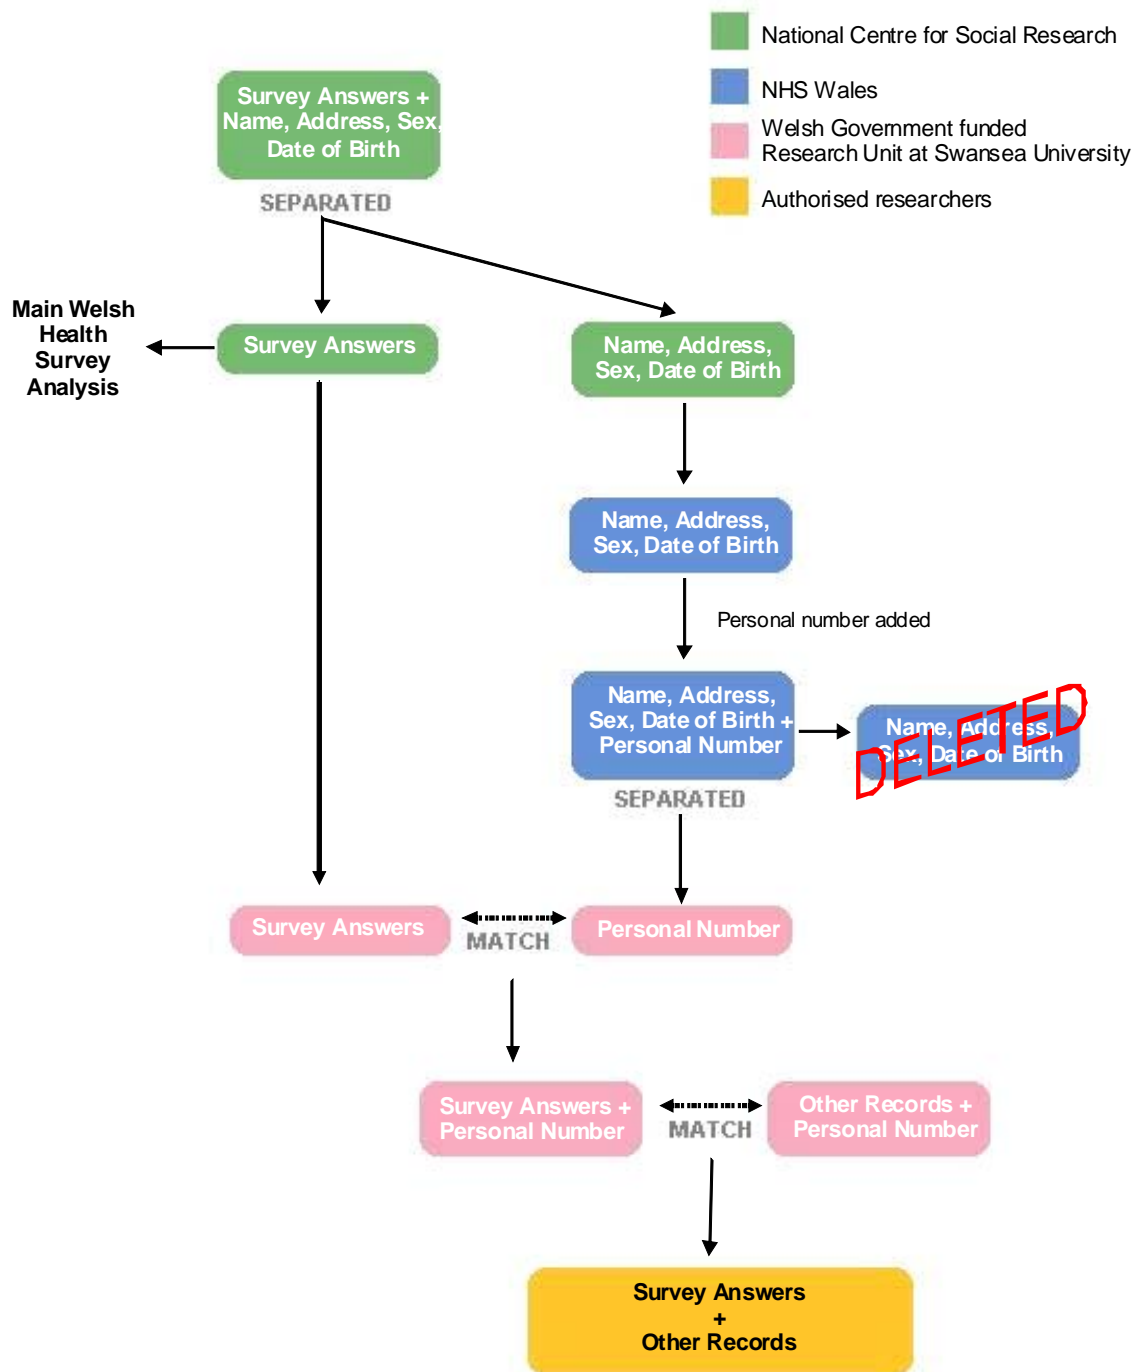 National Centre for Social Research
NHS Wales
Welsh Government funded
Research Unit at Swansea University
Authorised researchers
Survey Answers +
Name, Address, Sex,
Date of Birth
SEPARATED
Main Welsh
Health
Survey
Analysis
Survey Answers
Name, Address,
Sex, Date of Birth
Name, Address,
Sex, Date of Birth
Personal number added
Name, Address,
Sex, Date of Birth +
Personal Number
Name, Address,
Sex, Date of Birth
DELETED
SEPARATED
Survey Answers
MATCH
Personal Number
Survey Answers +
Personal Number
MATCH
Other Records +
Personal Number
Survey Answers
+
Other Records